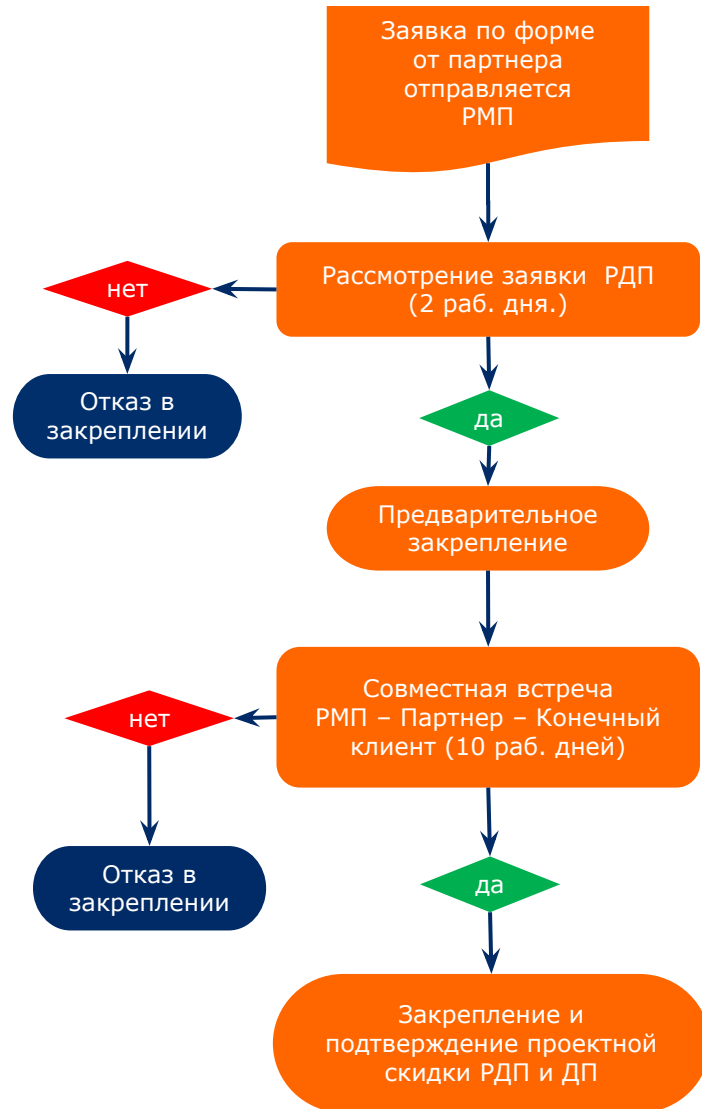 Заявка по форме
от партнера
отправляется
РМП
Рассмотрение заявки РДП
(2 раб. дня.)
нет
Отказ в
закреплении
да
Предварительное
закрепление
Совместная встреча
РМП – Партнер – Конечный
клиент (10 раб. дней)
нет
Отказ в
закреплении
да
Закрепление и
подтверждение проектной
скидки РДП и ДП